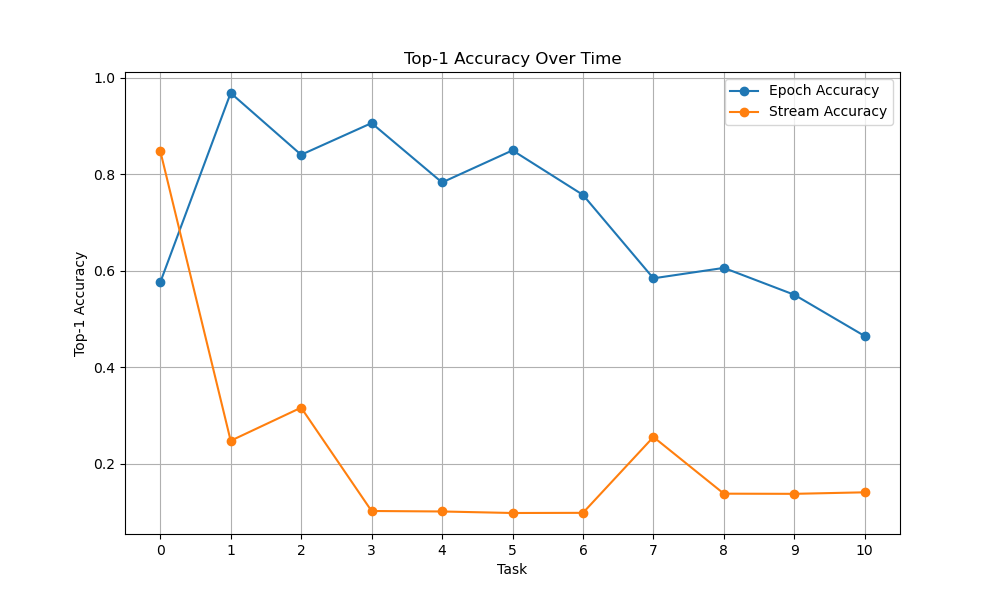 Top-1 Accuracy Over Time
Epoch Accuracy
Stream Accuracy
1.0
0.8
0.6
0.4
0.2
Top-1 Accuracy
0 1 2 3 4 5 6 7 8 9 10
Task